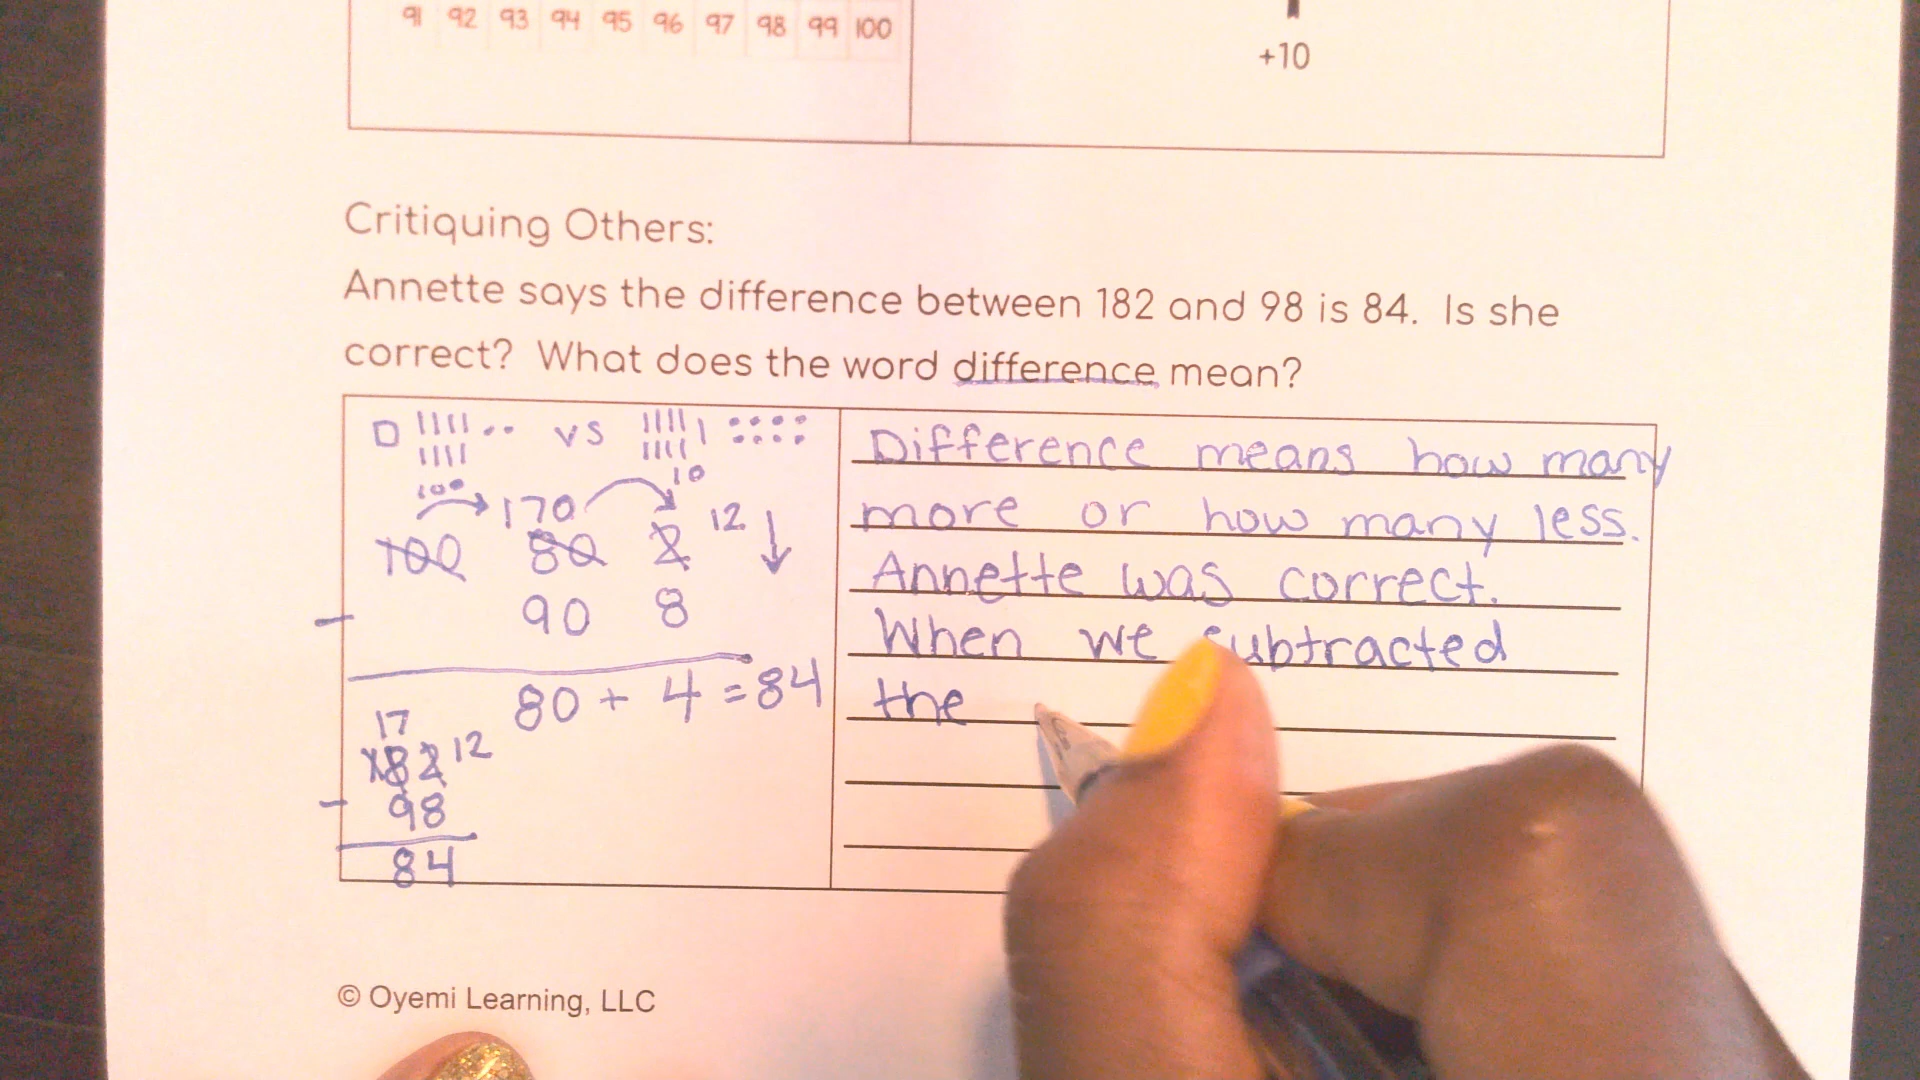 91 92 93 94 95 96 97 98 99 100
+10
Critiquing Others:
Annette says the difference between 182 and 98 is 84. Is she
correct? What does the word difference mean?
vs
100 10
170 12
100 80 2
- 90 8
80 + 4 = 84
17
182 12
- 98
84
Difference means how many
more or how many less.
Annette was correct.
When we subtracted
the
© Oyemi Learning, LLC